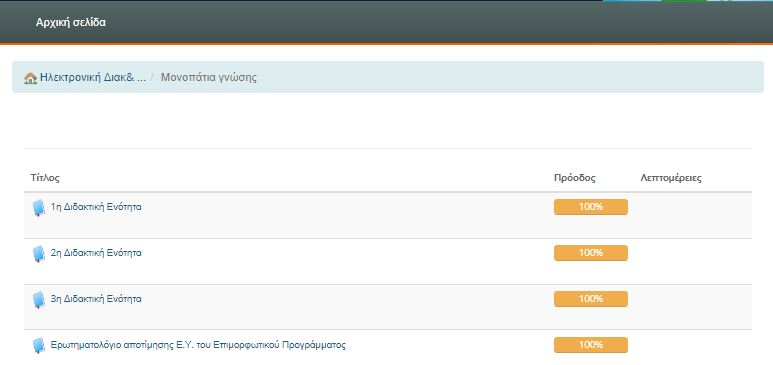 Αρχική σελίδα
Ηλεκτρονική Διακ& ... / Μονοπάτια γνώσης
Τίτλος Πρόοδος Λεπτομέρειες
1η Διδακτική Ενότητα 100%
2η Διδακτική Ενότητα 100%
3η Διδακτική Ενότητα 100%
Ερωτηματολόγιο αποτίμησης Ε.Υ. του Επιμορφωτικού Προγράμματος 100%